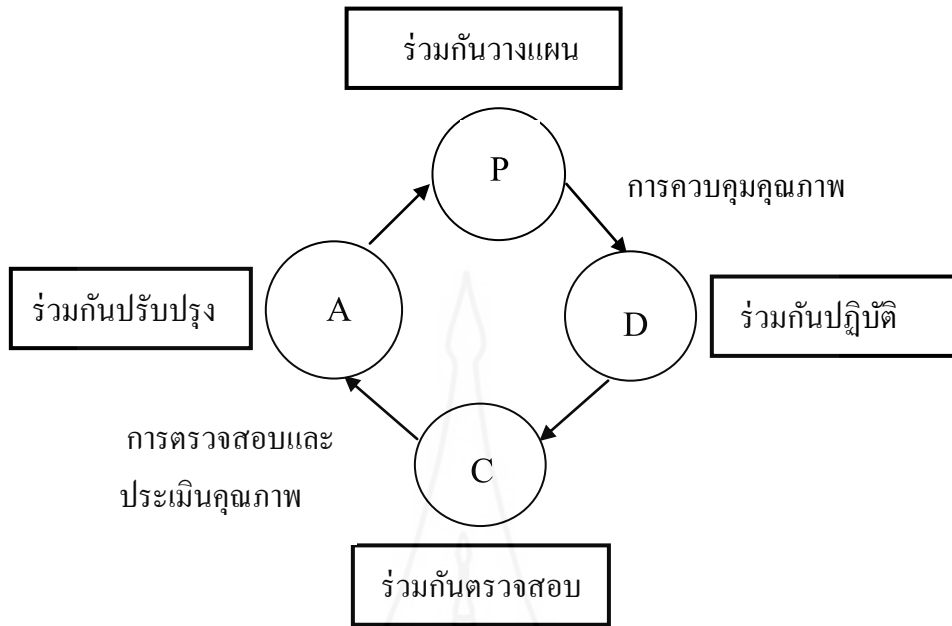 ร่วมกันวางแผน
P
การควบคุมคุณภาพ
ร่วมกันปรับปรุง
A
D
ร่วมกันปฏิบัติ
การตรวจสอบและ
ประเมินคุณภาพ
C
ร่วมกันตรวจสอบ